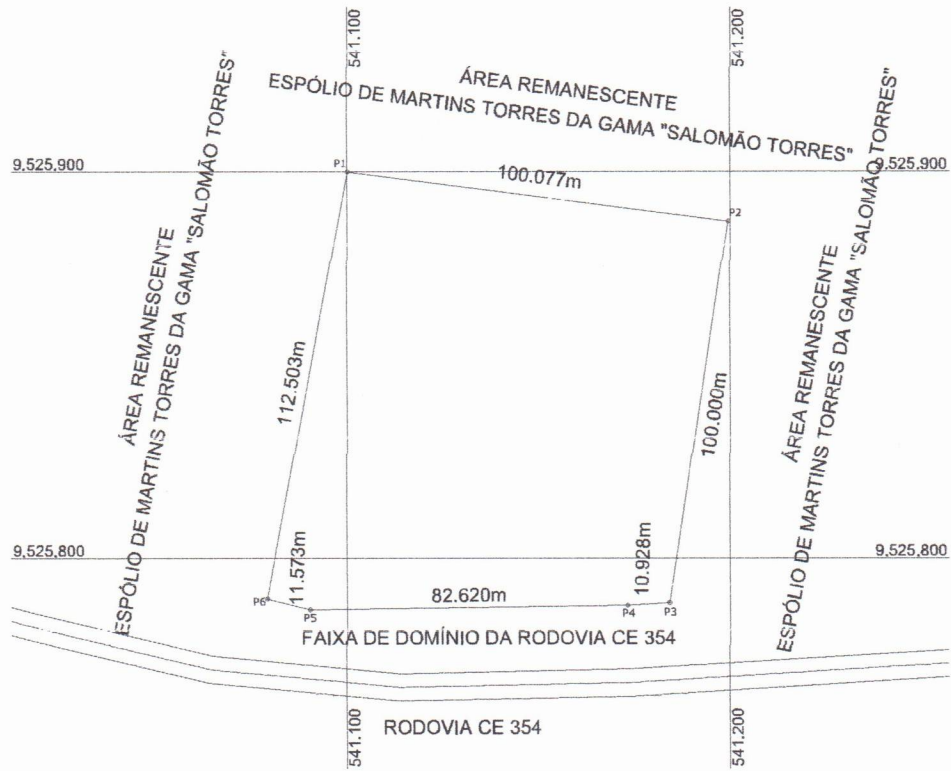 541.100
541.200
ÁREA REMANESCENTE
ESPÓLIO DE MARTINS TORRES DA GAMA "SALOMÃO TORRES"
9,525,900
P1
100.077m
9,525,900
P2
ÁREA REMANESCENTE
ESPÓLIO DE MARTINS TORRES DA GAMA "SALOMÃO TORRES"
112.503m
100.000m
ÁREA REMANESCENTE
ESPÓLIO DE MARTINS TORRES DA GAMA "SALOMÃO TORRES"
9,525,800
9,525,800
P6
11.573m
P5
82.620m
10.928m
P4
P3
FAIXA DE DOMÍNIO DA RODOVIA CE 354
RODOVIA CE 354
541.100
541.200